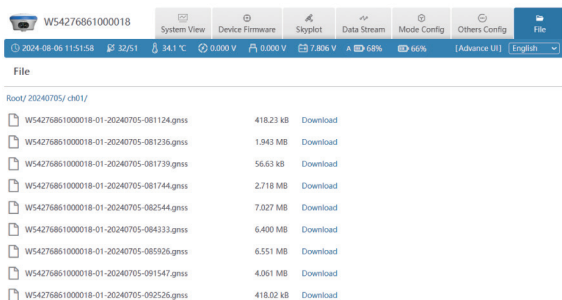 W54276861000018
System View Device Firmware Skyplot Data Stream Mode Config Others Config File
2024-08-06 11:51:58 32/51 34.1 ℃ 0.000 V 0.000 V 7.806 V A 68% 66% [Advance UI] English
File
Root/ 20240705/ ch01/
W54276861000018-01-20240705-081124.gnss 418.23 kB Download
W54276861000018-01-20240705-081236.gnss 1.943 MB Download
W54276861000018-01-20240705-081739.gnss 56.63 kB Download
W54276861000018-01-20240705-081744.gnss 2.718 MB Download
W54276861000018-01-20240705-082544.gnss 7.027 MB Download
W54276861000018-01-20240705-084333.gnss 6.400 MB Download
W54276861000018-01-20240705-085926.gnss 6.551 MB Download
W54276861000018-01-20240705-091547.gnss 4.061 MB Download
W54276861000018-01-20240705-092526.gnss 418.02 kB Download